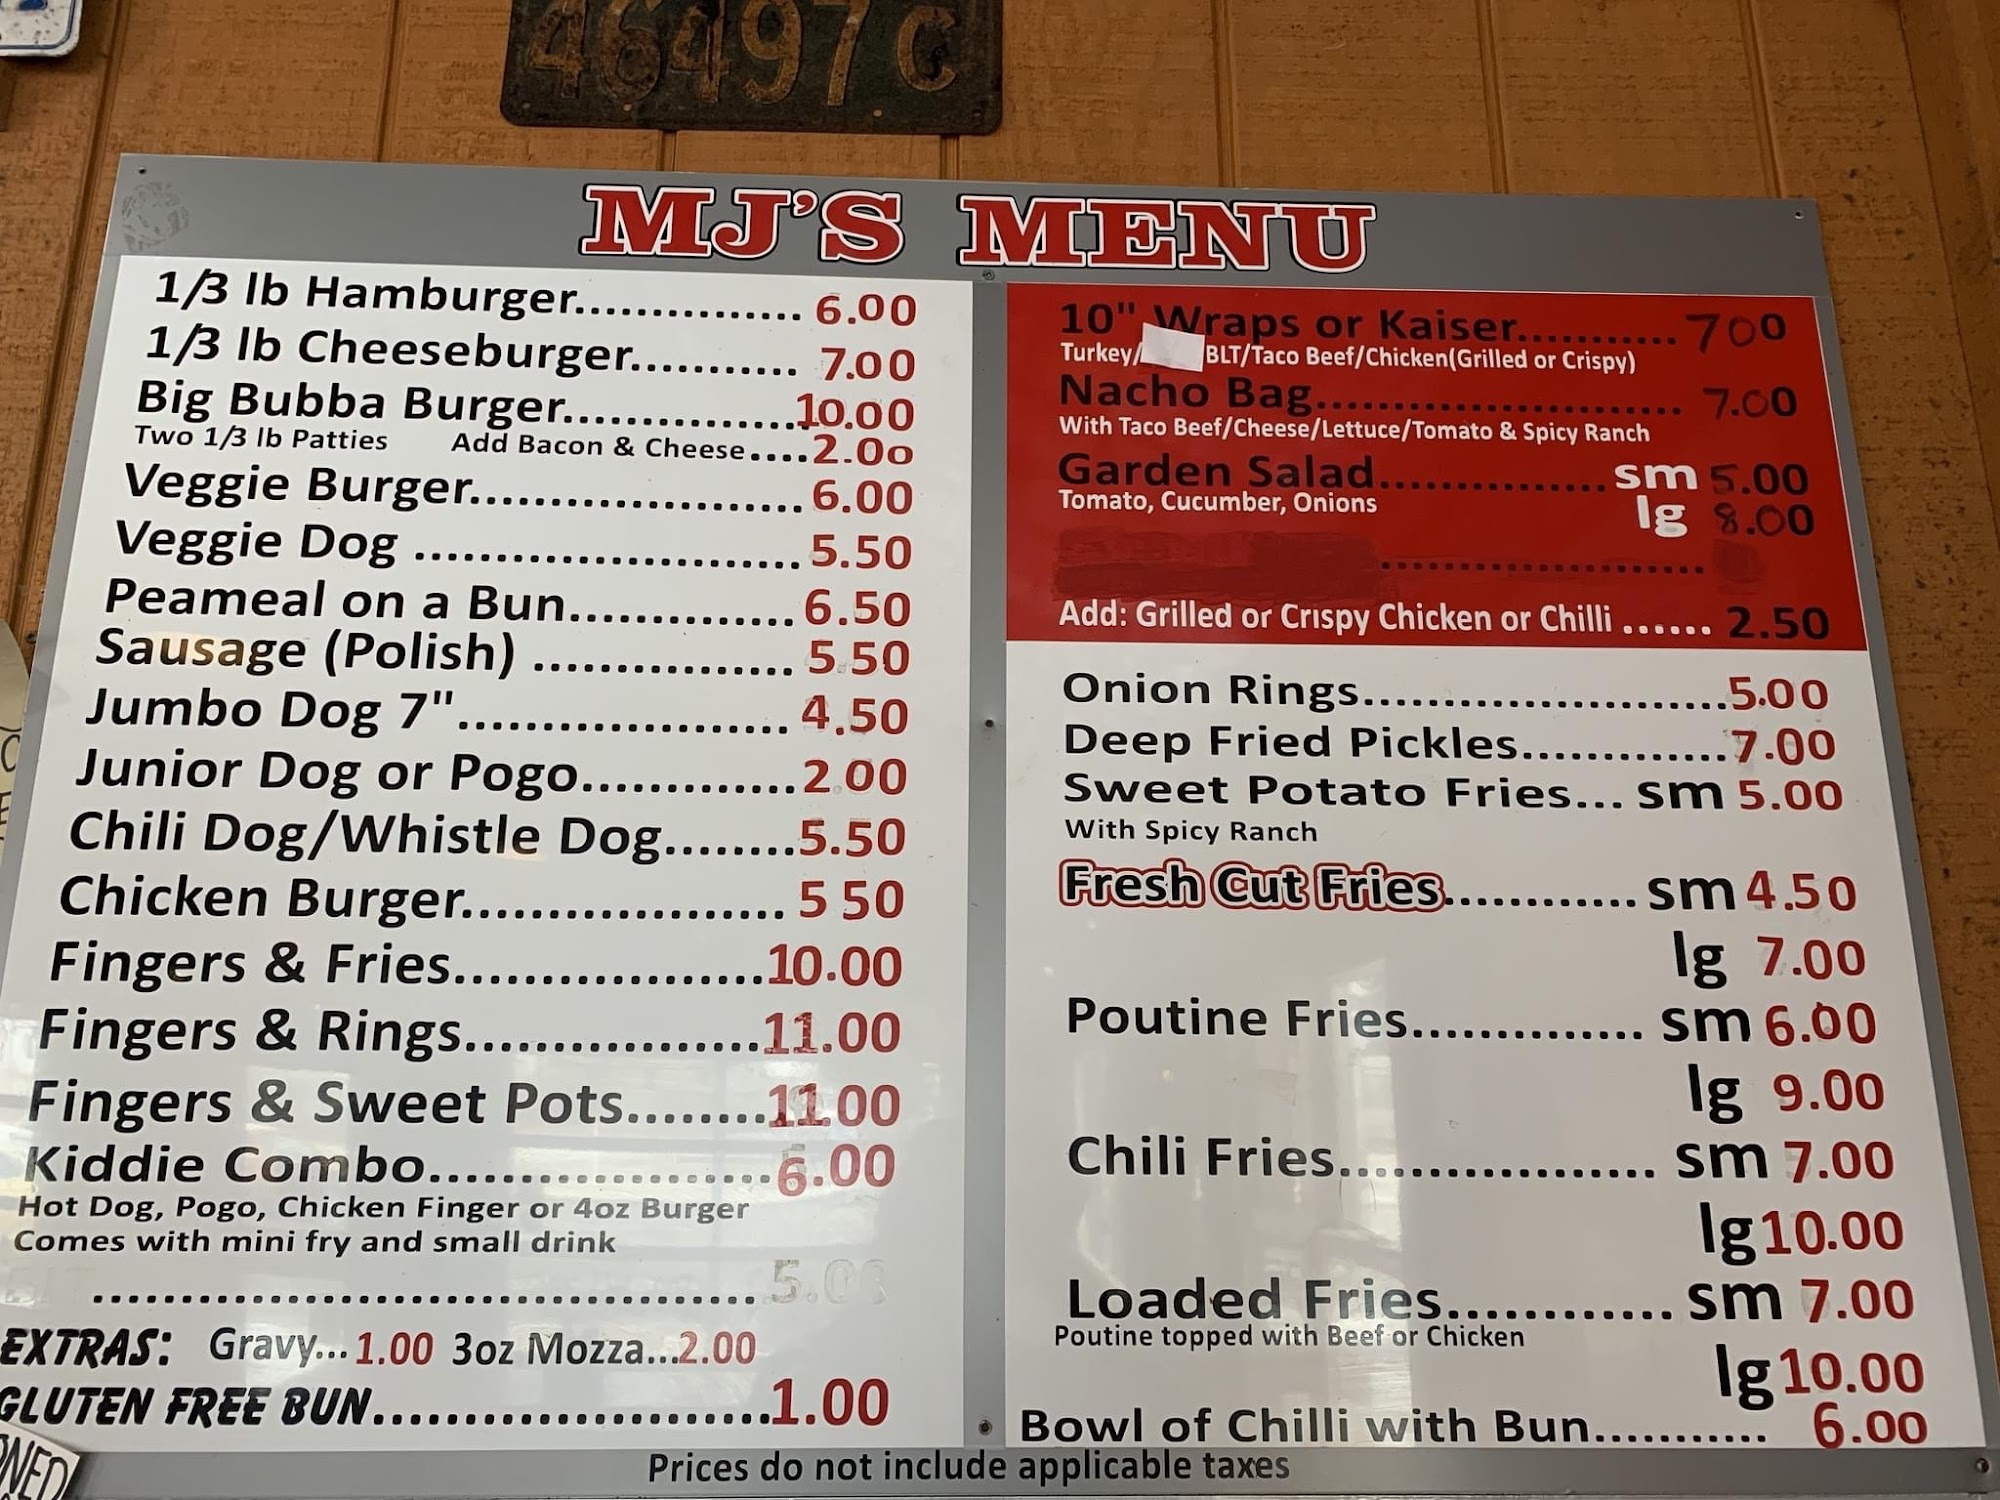 46497C
MJ'S MENU
1/3 lb Hamburger............... 6.00
1/3 lb Cheeseburger........... 7.00
Big Bubba Burger................10.00
Two 1/3 lb Patties Add Bacon & Cheese....2.00
Veggie Burger...................... 6.00
Veggie Dog ......................... 5.50
Peameal on a Bun............... 6.50
Sausage (Polish) ................. 5.50
Jumbo Dog 7"...................... 4.50
Junior Dog or Pogo..............2.00
Chili Dog/Whistle Dog........5.50
Chicken Burger..................... 5 50
Fingers & Fries....................10.00
Fingers & Rings..................11.00
Fingers & Sweet Pots........11.00
Kiddie Combo.....................6.00
Hot Dog, Pogo, Chicken Finger or 4oz Burger
Comes with mini fry and small drink
...................................... 5.00
EXTRAS: Gravy...1.00 3oz Mozza...2.00
GLUTEN FREE BUN.......................1.00
10" Wraps or Kaiser........... 700
Turkey/ BLT/Taco Beef/Chicken(Grilled or Crispy)
Nacho Bag......................... 7.00
With Taco Beef/Cheese/Lettuce/Tomato & Spicy Ranch
Garden Salad............... sm 5.00
Tomato, Cucumber, Onions
lg 8.00
Add: Grilled or Crispy Chicken or Chilli ...... 2.50
Onion Rings.........................5.00
Deep Fried Pickles..............7.00
Sweet Potato Fries... sm 5.00
With Spicy Ranch
Fresh Cut Fries............. sm 4.50
lg 7.00
Poutine Fries............... sm 6.00
lg 9.00
Chili Fries.................... sm 7.00
lg 10.00
Loaded Fries............. sm 7.00
Poutine topped with Beef or Chicken
lg 10.00
Bowl of Chilli with Bun........... 6.00
Prices do not include applicable taxes